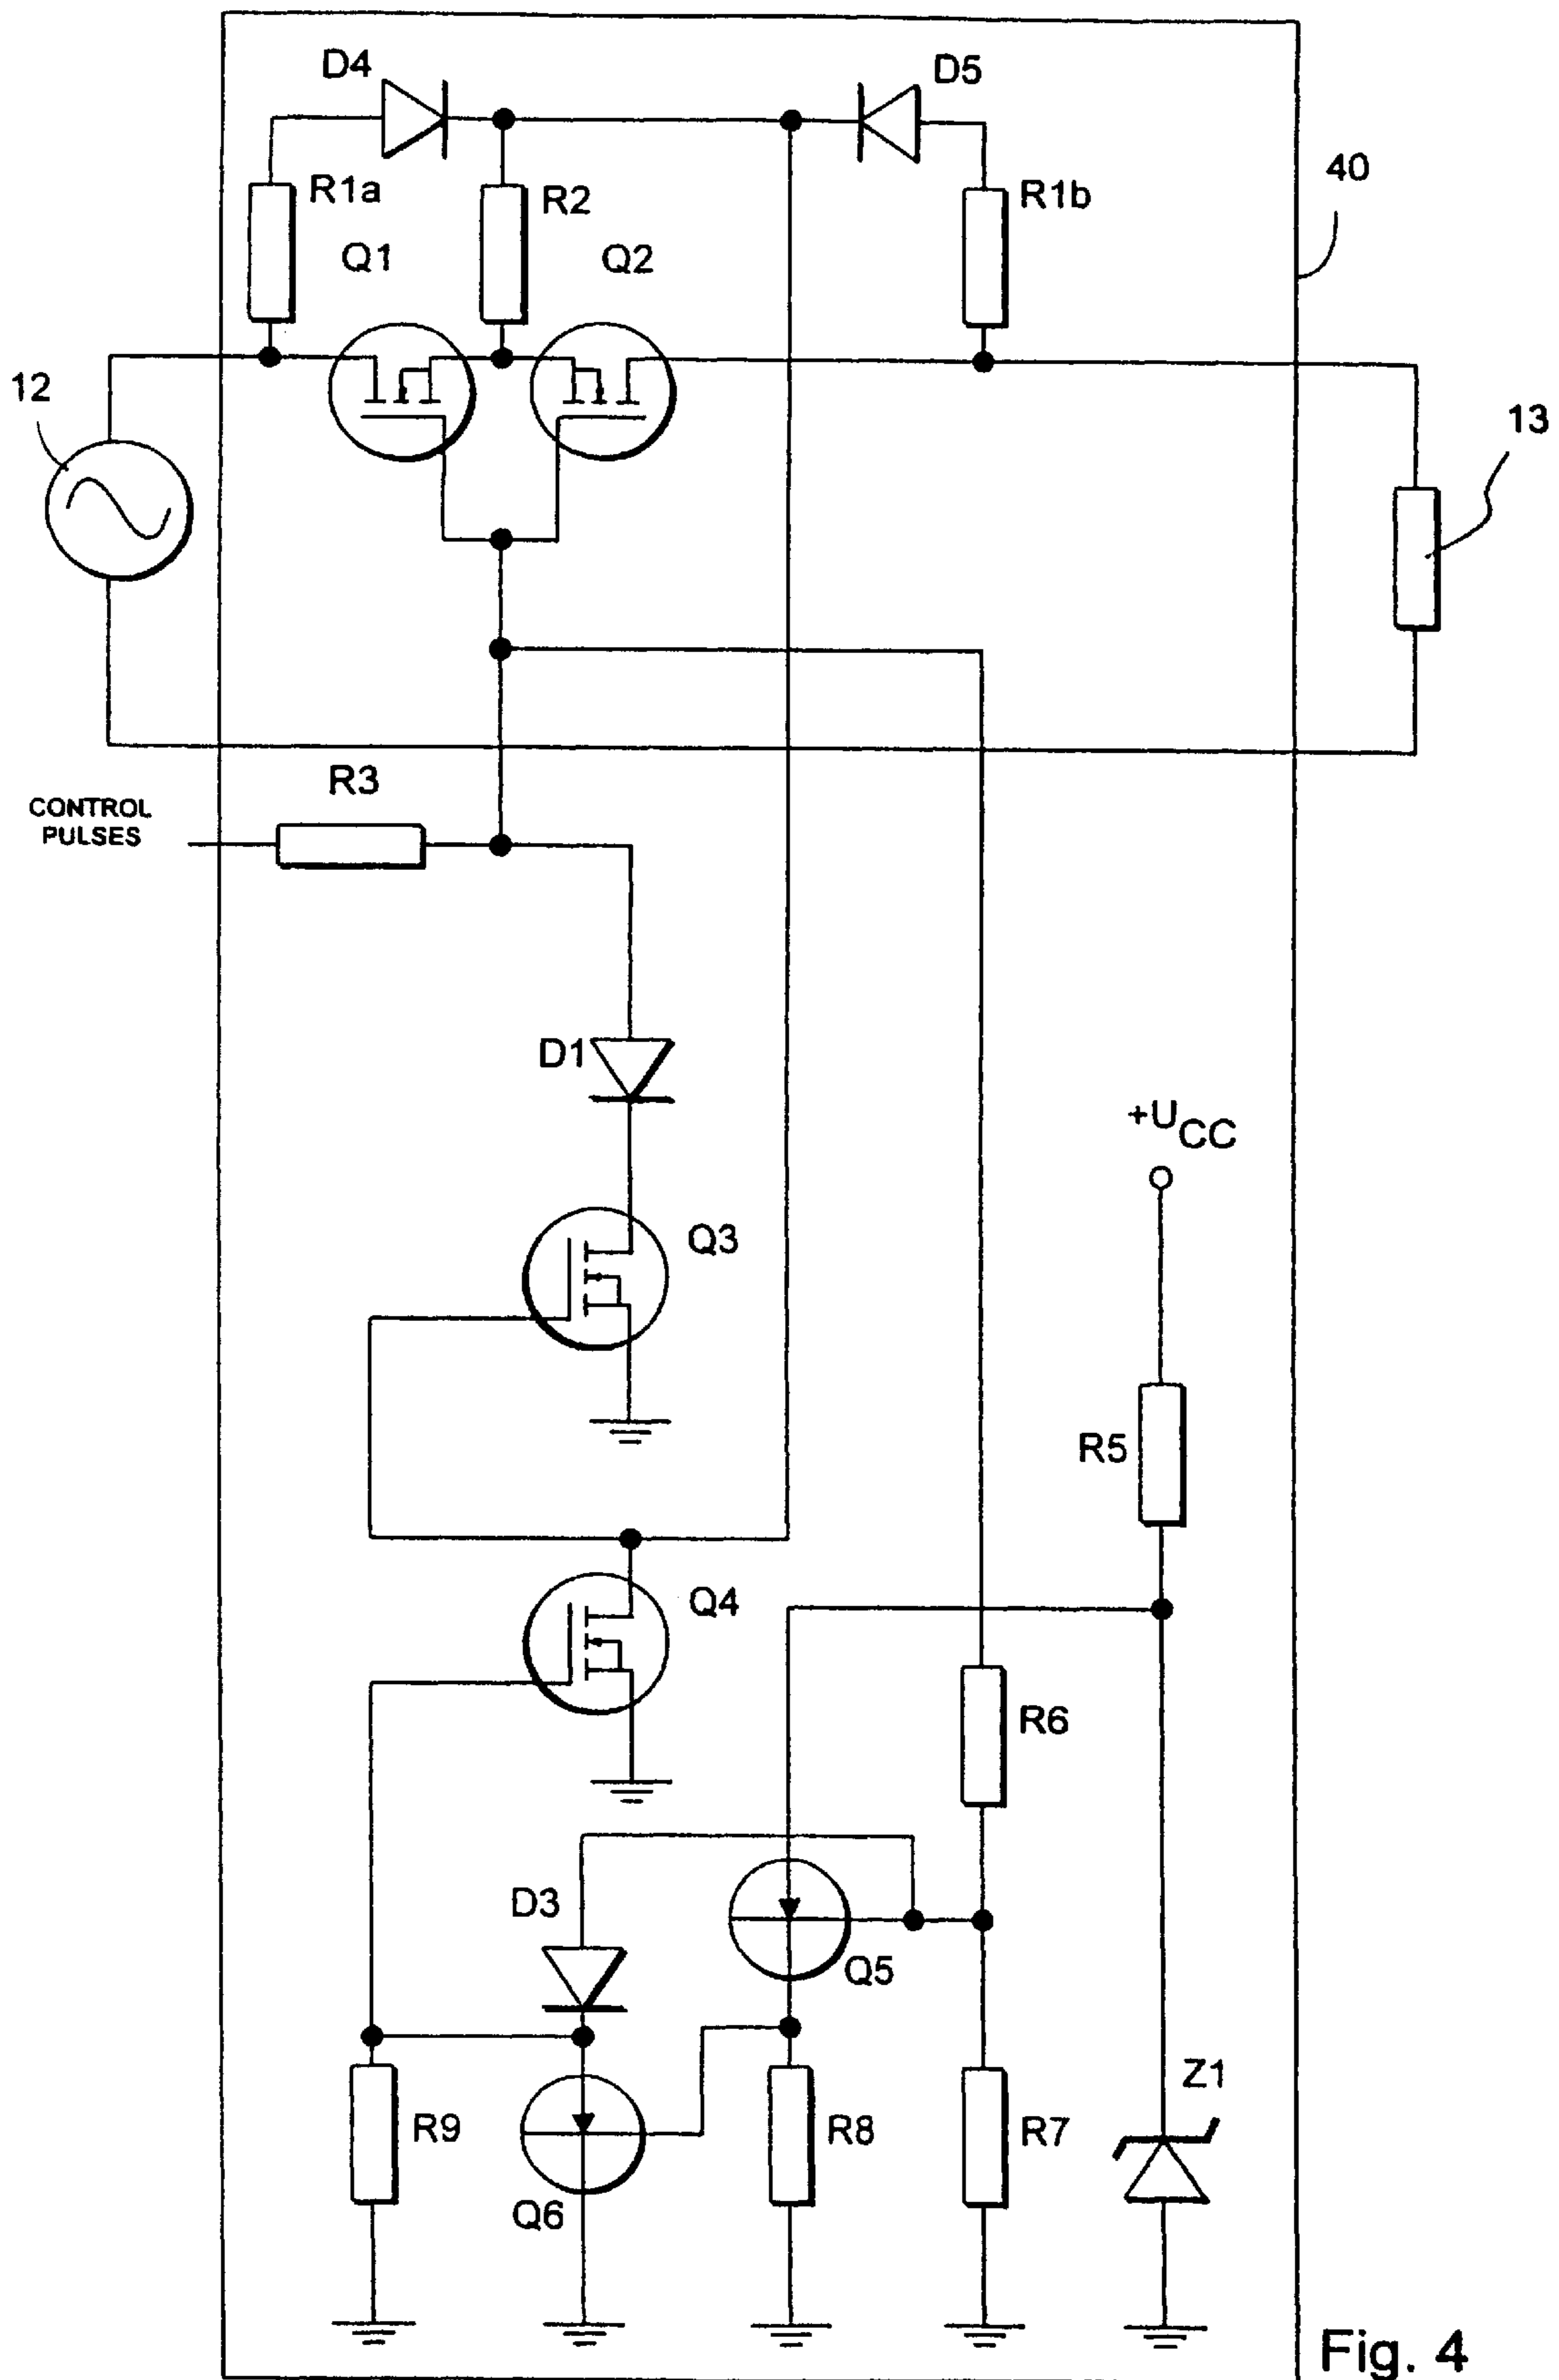 D4
D5
R1a
R2
R1b
40
Q1
Q2
12
13
R3
CONTROL
PULSES
D1
+UCC
Q3
R5
Q4
R6
D3
Q5
Z1
R9
R8
R7
Q6
Fig. 4